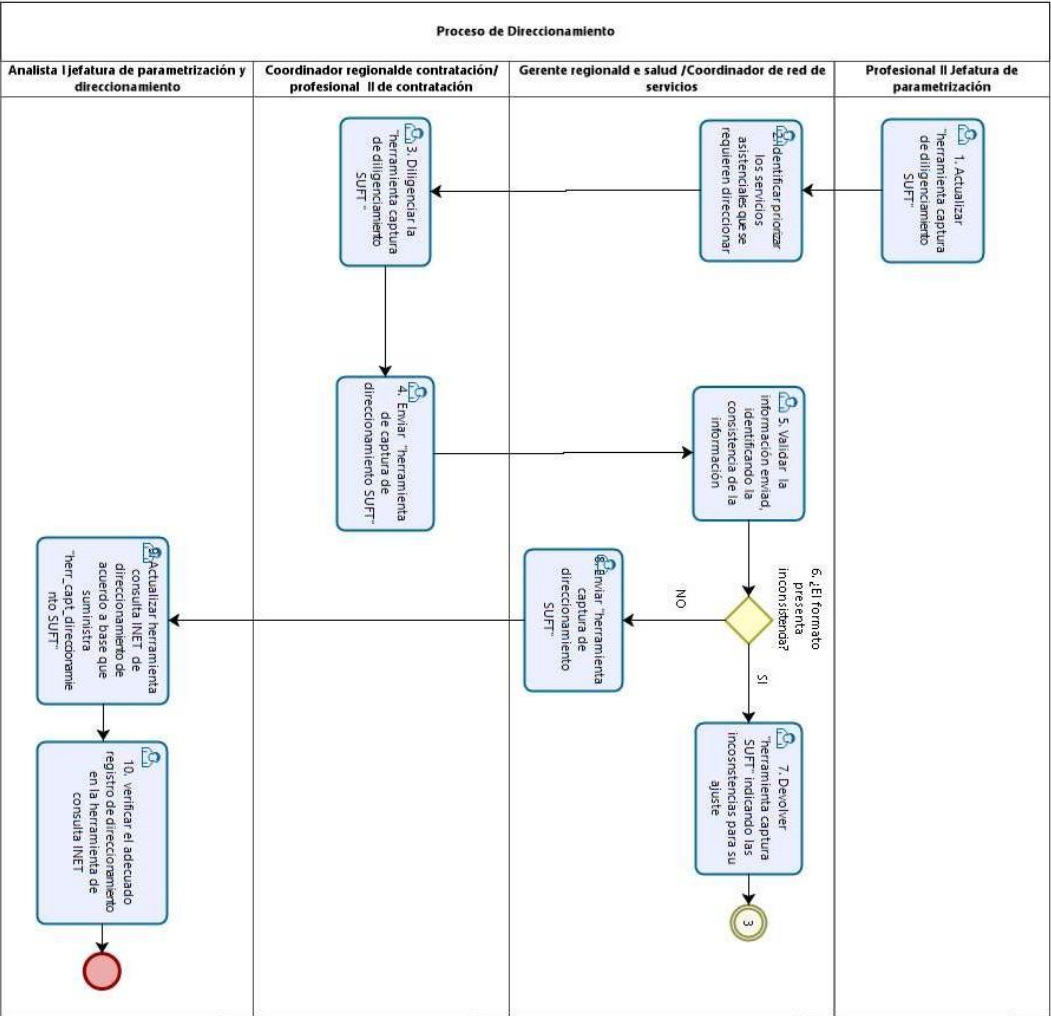 Proceso de Direccionamiento
Analista I jefatura de parametrización y
direccionamiento
Coordinador regionalde contratación/
profesional II de contratación
Gerente regionald e salud /Coordinador de red de
servicios
Profesional II Jefatura de
parametrización
1. Actualizar
"herramienta captura
de diligenciamiento
SUFT"
2. Identificar priorizar
los servicios
asistenciales que se
requieren direccionar
3. Diligenciar la
"herramienta captura
de diligenciamiento
SUFT "
4. Enviar "herramienta
de captura de
direccionamiento SUFT"
5. Validar la
información enviad,
identificando la
consistencia de la
información
6. ¿El formato
presenta
inconsistencia?
NO
SI
7. Devolver
"herramienta captura
SUFT" indicando las
incosnstencias para su
ajuste
3
8. Enviar "herramienta
captura de
direccionamiento
SUFT"
9. Actualizar herramienta
consulta INET de
direccionamiento de
acuerdo a base que
suministra
"herr_capt_direccionamie
nto SUFT"
10. verificar el adecuado
registro de direccionamiento
en la herramienta de
consulta INET